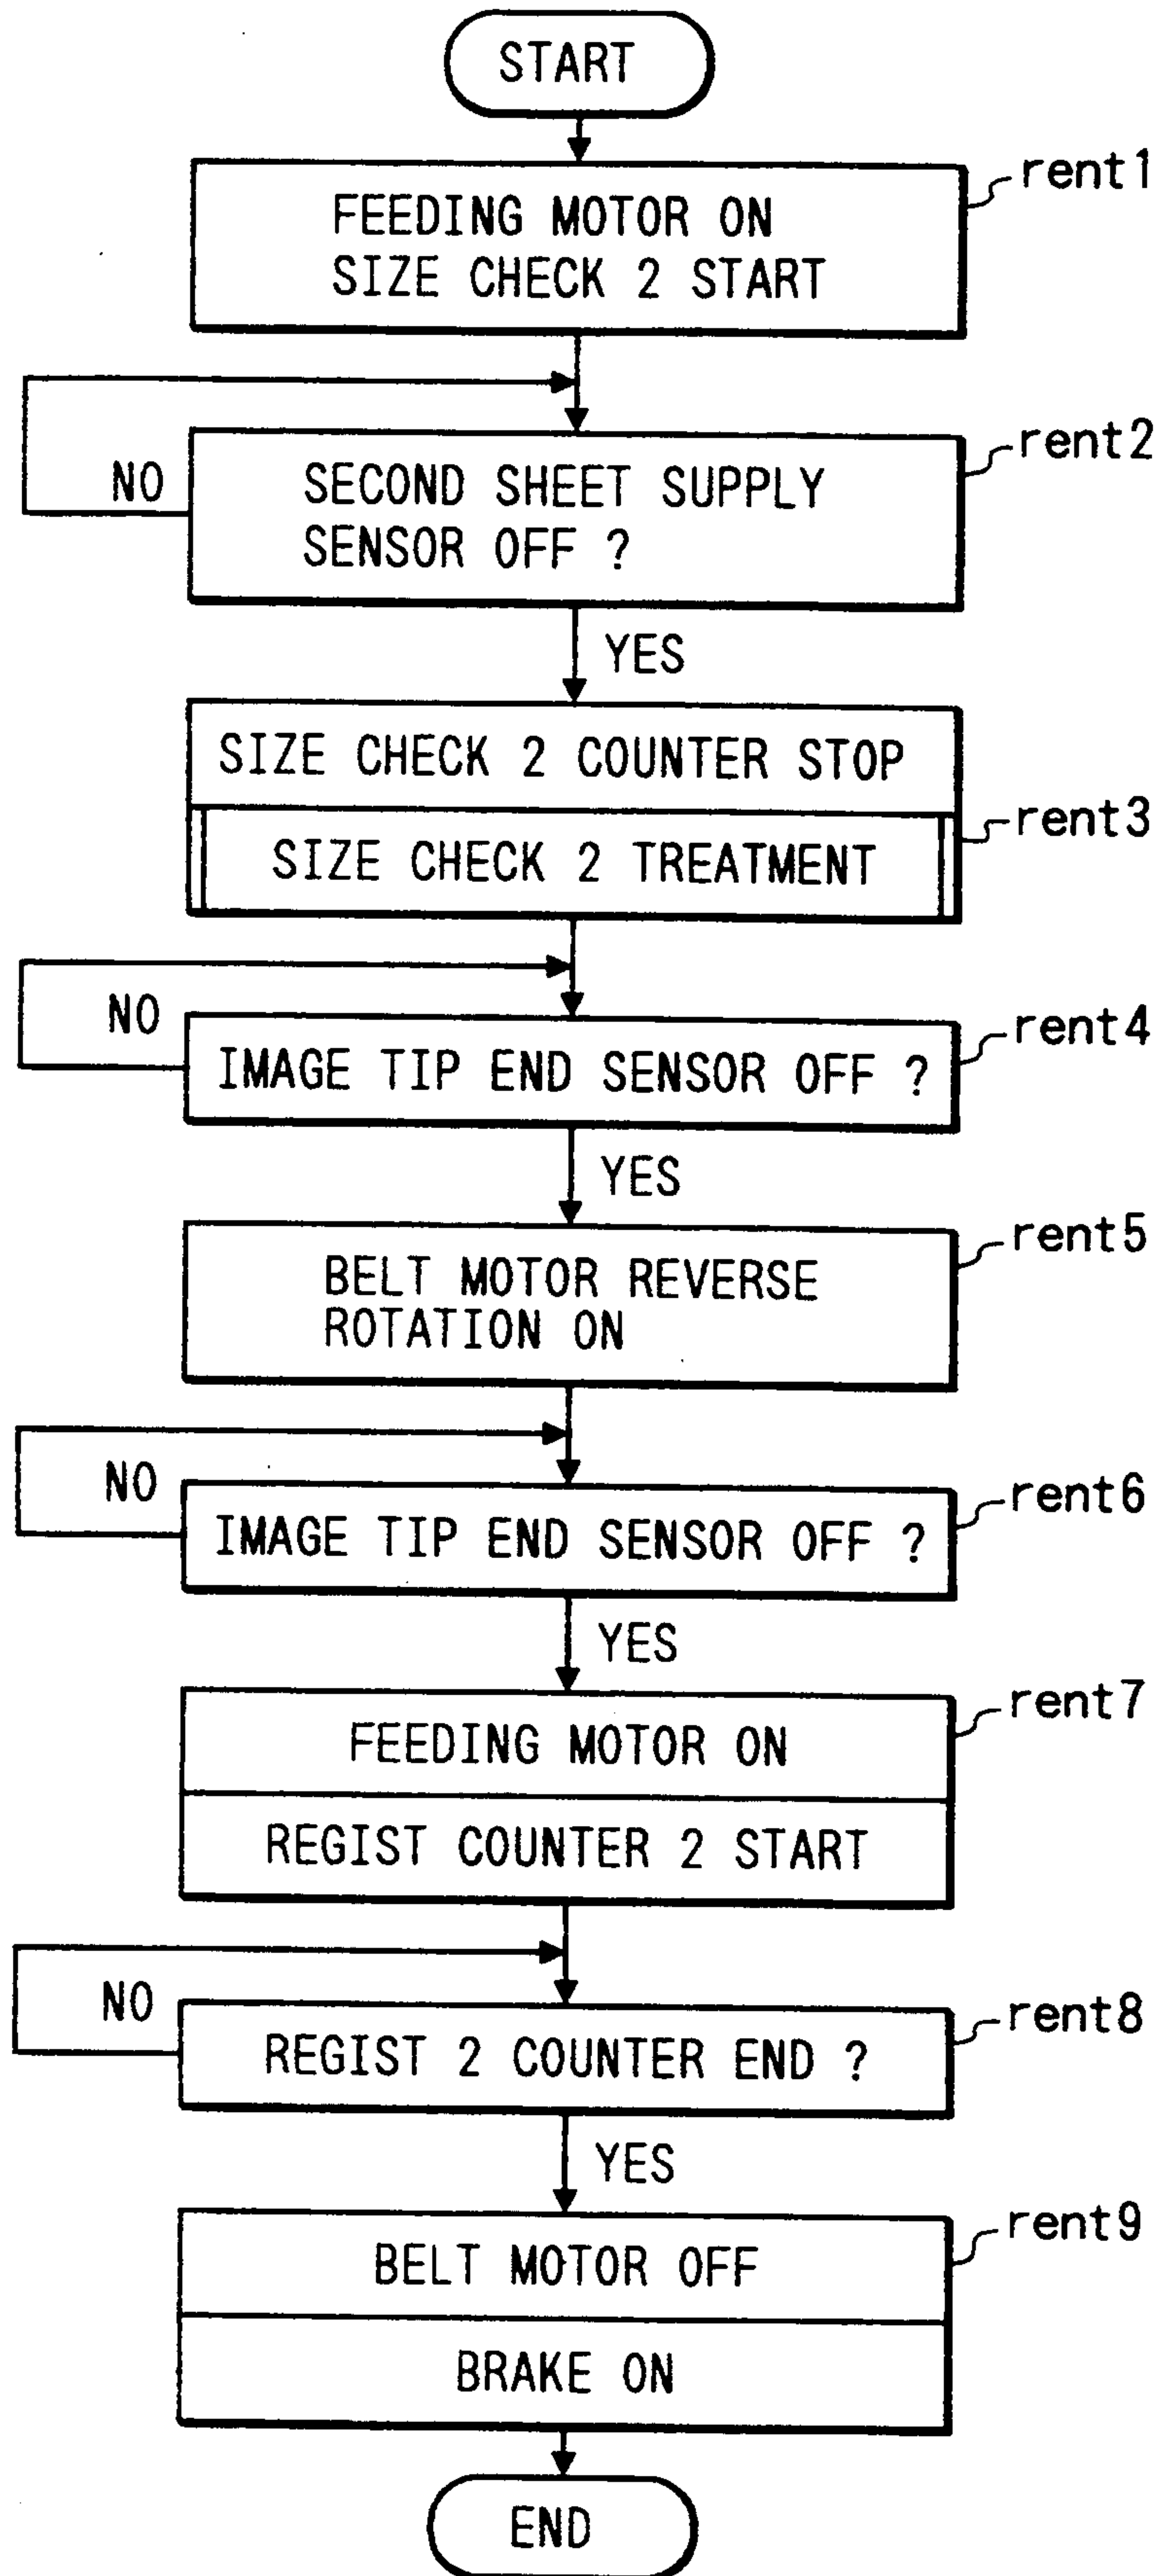 START
rent1
FEEDING MOTOR ON
SIZE CHECK 2 START
rent2
NO
SECOND SHEET SUPPLY
SENSOR OFF ?
YES
SIZE CHECK 2 COUNTER STOP
rent3
SIZE CHECK 2 TREATMENT
NO
rent4
IMAGE TIP END SENSOR OFF ?
YES
rent5
BELT MOTOR REVERSE
ROTATION ON
NO
rent6
IMAGE TIP END SENSOR OFF ?
YES
rent7
FEEDING MOTOR ON
REGIST COUNTER 2 START
NO
rent8
REGIST 2 COUNTER END ?
YES
rent9
BELT MOTOR OFF
BRAKE ON
END